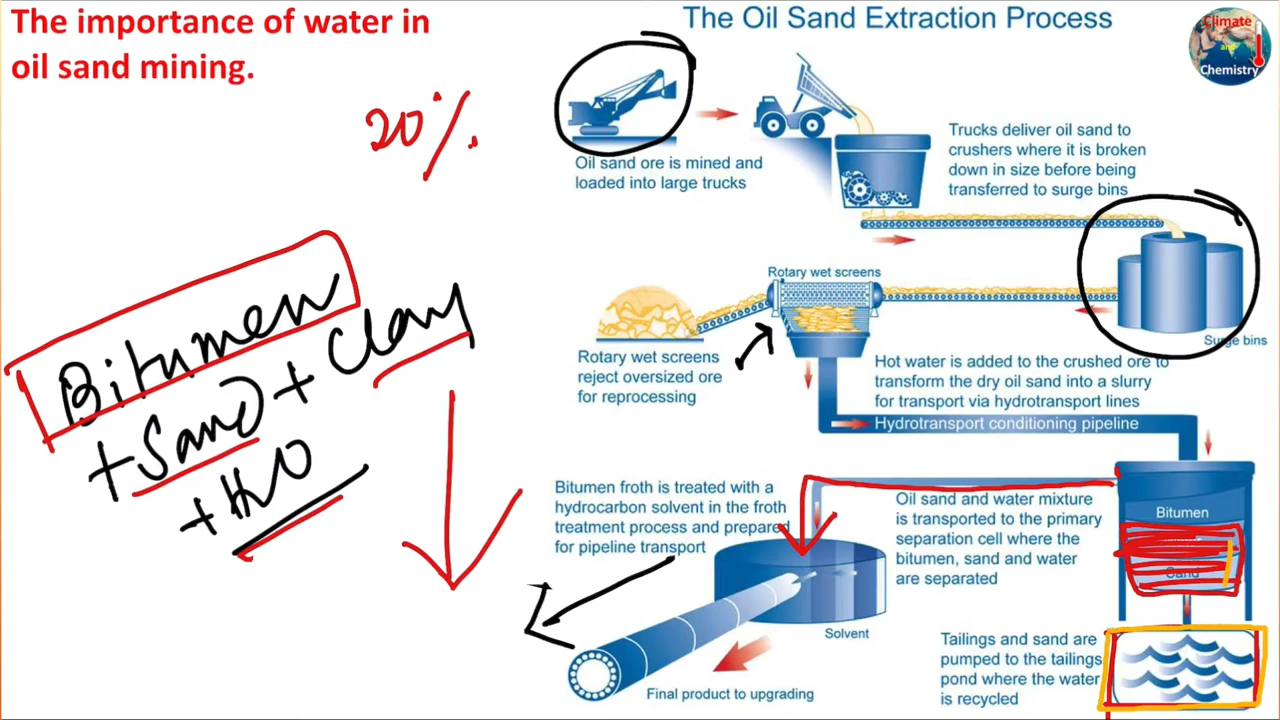 The importance of water in
oil sand mining.
20%
Bitumen
+ Sand + Clay
+ H2O
The Oil Sand Extraction Process
Climate
and
Chemistry
Oil sand ore is mined and
loaded into large trucks
Trucks deliver oil sand to
crushers where it is broken
down in size before being
transferred to surge bins
Surge bins
Rotary wet screens
Rotary wet screens
reject oversized ore
for reprocessing
Hot water is added to the crushed ore to
transform the dry oil sand into a slurry
for transport via hydrotransport lines
Hydrotransport conditioning pipeline
Bitumen froth is treated with a
hydrocarbon solvent in the froth
treatment process and prepared
for pipeline transport
Oil sand and water mixture
is transported to the primary
separation cell where the
bitumen, sand and water
are separated
Bitumen
Sand
Solvent
Final product to upgrading
Tailings and sand are
pumped to the tailings
pond where the water
is recycled